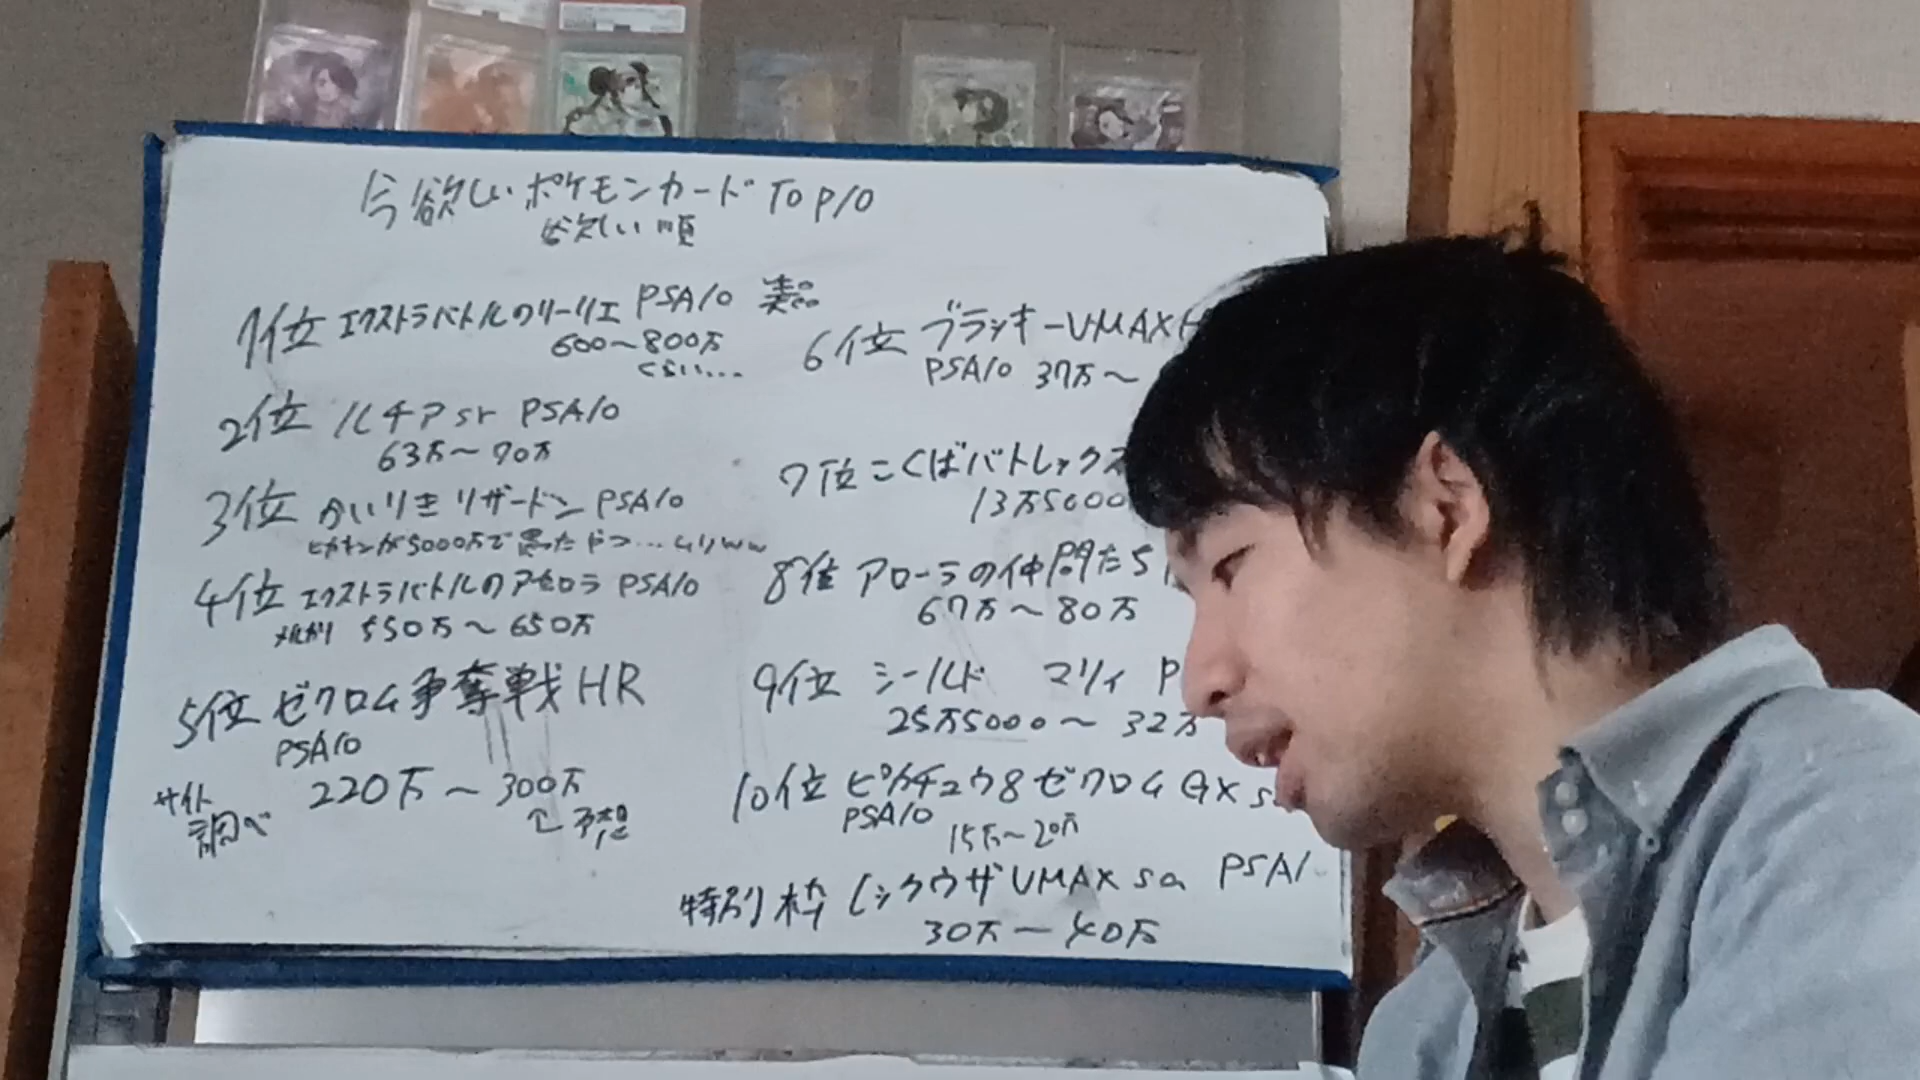 今欲しいポケモンカード TOP10
欲しい順
1位 エクストラバトルのリーリエ PSA10 美品
600〜800万
くらい...
2位 ルチア sr PSA10
63万〜70万
3位 かいりきリザードン PSA10
ヒカキンが5000万で買ったやつ...ムリww
4位 エクストラバトルのアセロラ PSA10
メルカリ 550万〜650万
5位 ゼクロム争奪戦HR
PSA10
サイト調べ 220万〜300万
↑予想
6位 ブラッキーVMAX
PSA10 37万〜
7位 こくばバトレックス
13万5000
8位 アローラの仲間たち
67万〜80万
9位 シールド マリィ P
25万5000〜32万
10位 ピカチュウ&ゼクロムGX s
PSA10
15万〜20万
特別枠 レックウザVMAX sa PSA1
30万〜40万